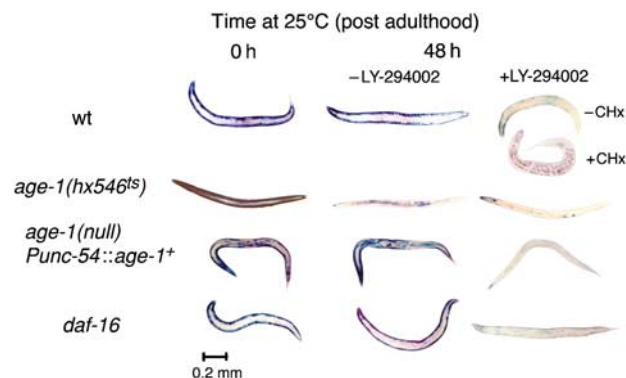 Time at 25°C (post adulthood)
0 h 48 h
–LY-294002 +LY-294002
wt –CHx
+CHx
age-1(hx546ᵗˢ)
age-1(null)
Punc-54::age-1⁺
daf-16
0.2 mm